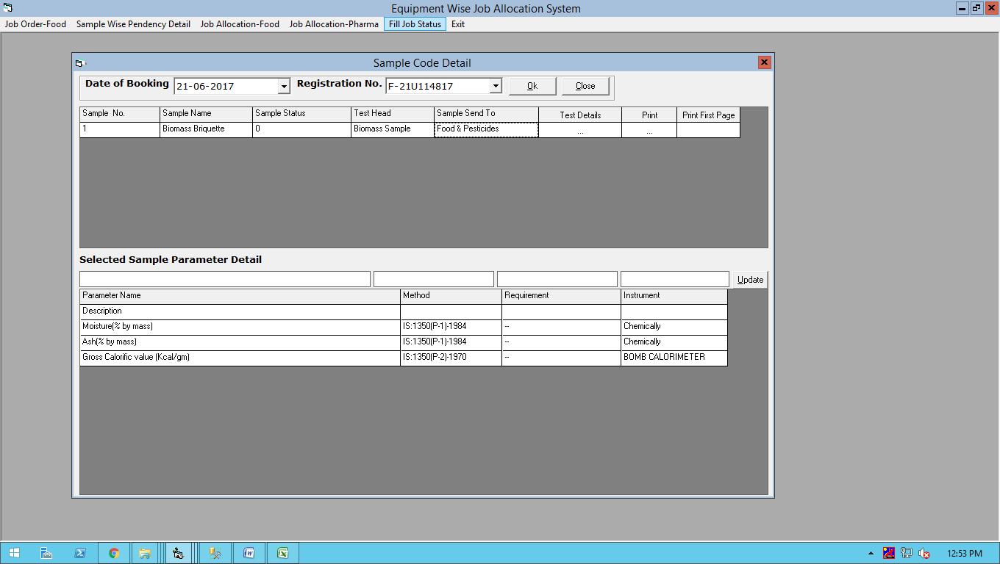 Equipment Wise Job Allocation System
Job Order-Food Sample Wise Pendency Detail Job Allocation-Food Job Allocation-Pharma Fill Job Status Exit
Sample Code Detail
Date of Booking 21-06-2017 Registration No. F-21U114817 Ok Close
Sample No. Sample Name Sample Status Test Head Sample Send To Test Details Print Print First Page
1 Biomass Briquette 0 Biomass Sample Food & Pesticides ... ...
Selected Sample Parameter Detail
Update
Parameter Name Method Requirement Instrument
Description
Moisture(% by mass) IS:1350(P-1)-1984 -- Chemically
Ash(% by mass) IS:1350(P-1)-1984 -- Chemically
Gross Calorific value (Kcal/gm) IS:1350(P-2)-1970 -- BOMB CALORIMETER
12:53 PM